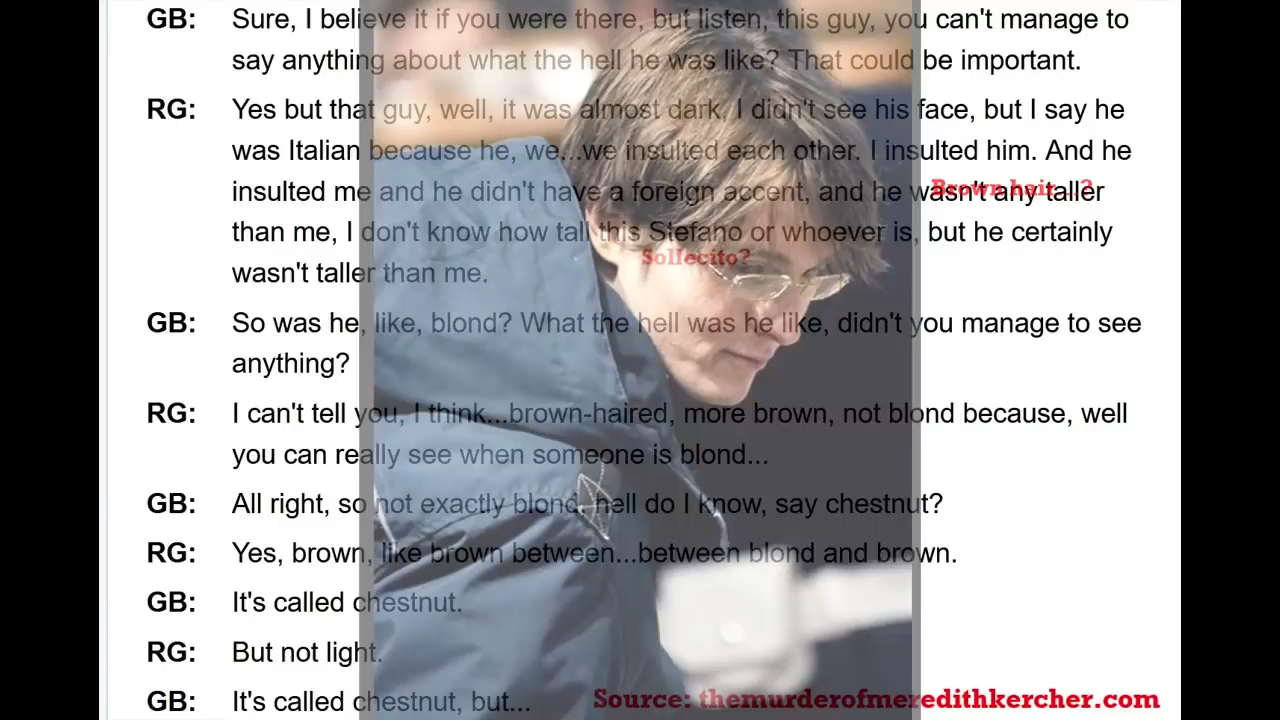 GB: Sure, I believe it if you were there, but listen, this guy, you can't manage to
say anything about what the hell he was like? That could be important.
RG: Yes but that guy, well, it was almost dark, I didn't see his face, but I say he
was Italian because he, we...we insulted each other. I insulted him. And he
insulted me and he didn't have a foreign accent, and he wasn't any taller
Brown hair...?
than me, I don't know how tall this Stefano or whoever is, but he certainly
Sollecito?
wasn't taller than me.
GB: So was he, like, blond? What the hell was he like, didn't you manage to see
anything?
RG: I can't tell you, I think...brown-haired, more brown, not blond because, well
you can really see when someone is blond...
GB: All right, so not exactly blond, hell do I know, say chestnut?
RG: Yes, brown, like brown between...between blond and brown.
GB: It's called chestnut.
RG: But not light.
GB: It's called chestnut, but...
Source: themurderofmeredithkercher.com